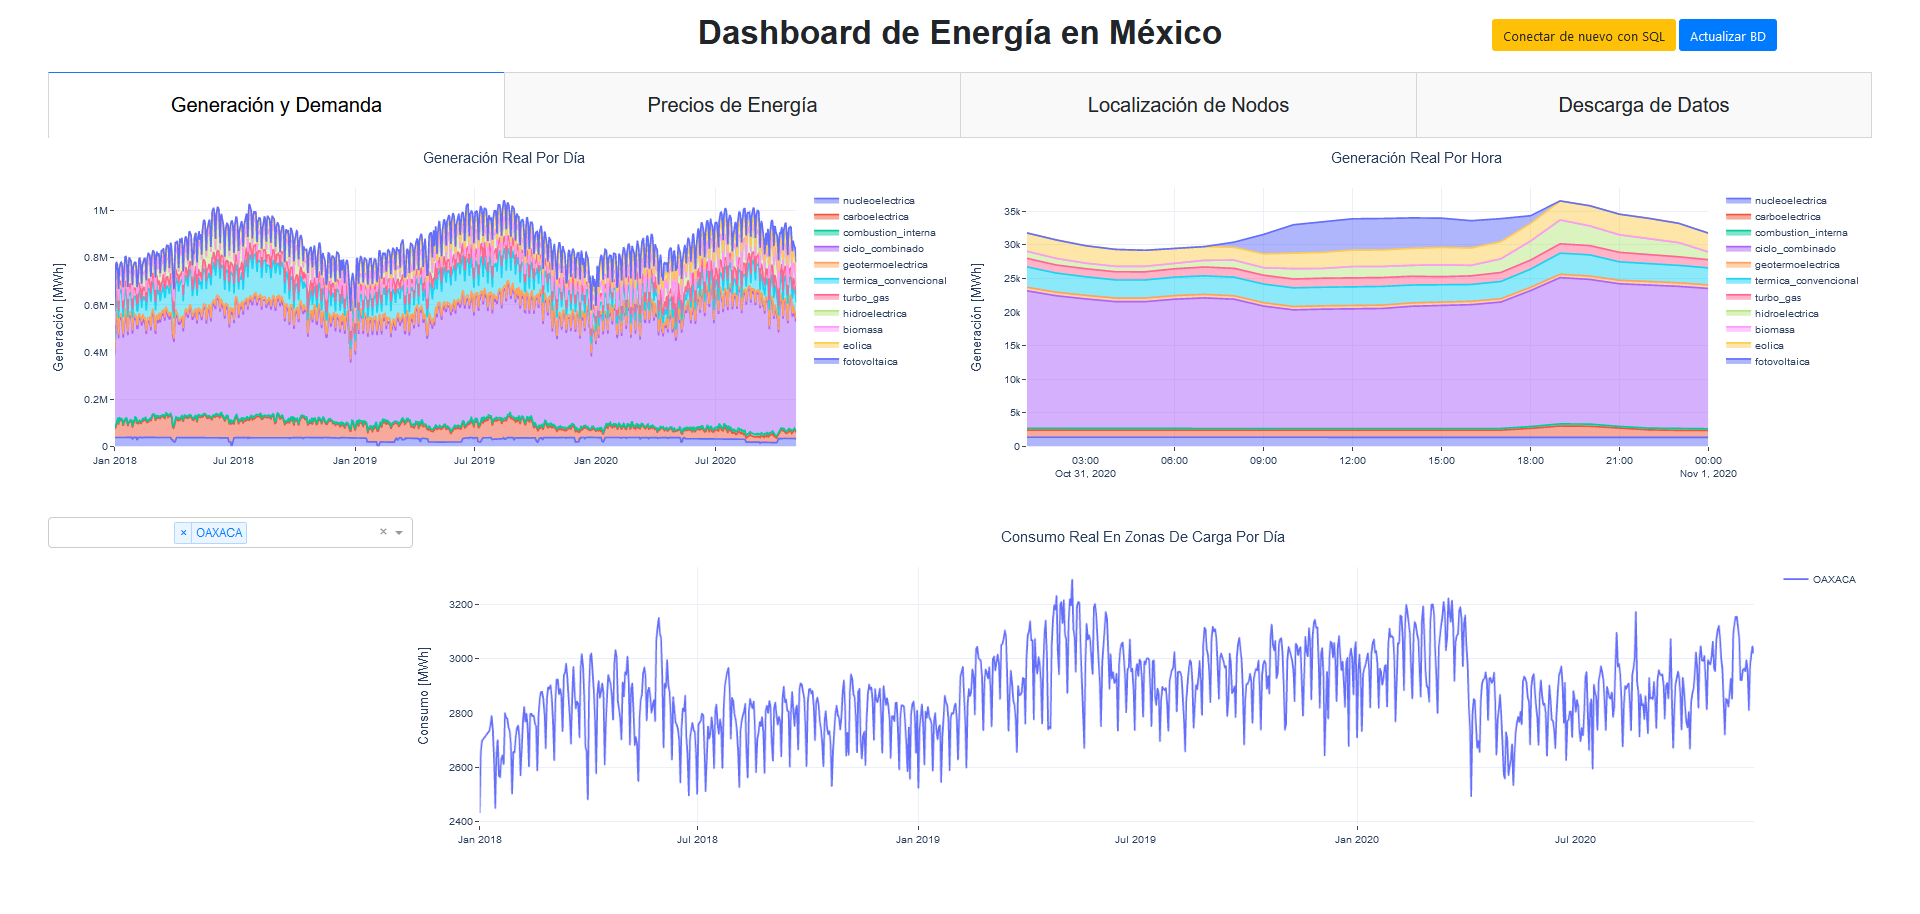 Dashboard de Energía en México
Conectar de nuevo con SQL
Actualizar BD
Generación y Demanda
Precios de Energía
Localización de Nodos
Descarga de Datos
Generación Real Por Día
Generación [MWh]
1M
0.8M
0.6M
0.4M
0.2M
0
Jan 2018
Jul 2018
Jan 2019
Jul 2019
Jan 2020
Jul 2020
nucleoelectrica
carboelectrica
combustion_interna
ciclo_combinado
geotermoelectrica
termica_convencional
turbo_gas
hidroelectrica
biomasa
eolica
fotovoltaica
Generación Real Por Hora
Generación [MWh]
35k
30k
25k
20k
15k
10k
5k
0
03:00
Oct 31, 2020
06:00
09:00
12:00
15:00
18:00
21:00
00:00
Nov 1, 2020
nucleoelectrica
carboelectrica
combustion_interna
ciclo_combinado
geotermoelectrica
termica_convencional
turbo_gas
hidroelectrica
biomasa
eolica
fotovoltaica
× OAXACA
×
Consumo Real En Zonas De Carga Por Día
Consumo [MWh]
3200
3000
2800
2600
2400
Jan 2018
Jul 2018
Jan 2019
Jul 2019
Jan 2020
Jul 2020
OAXACA